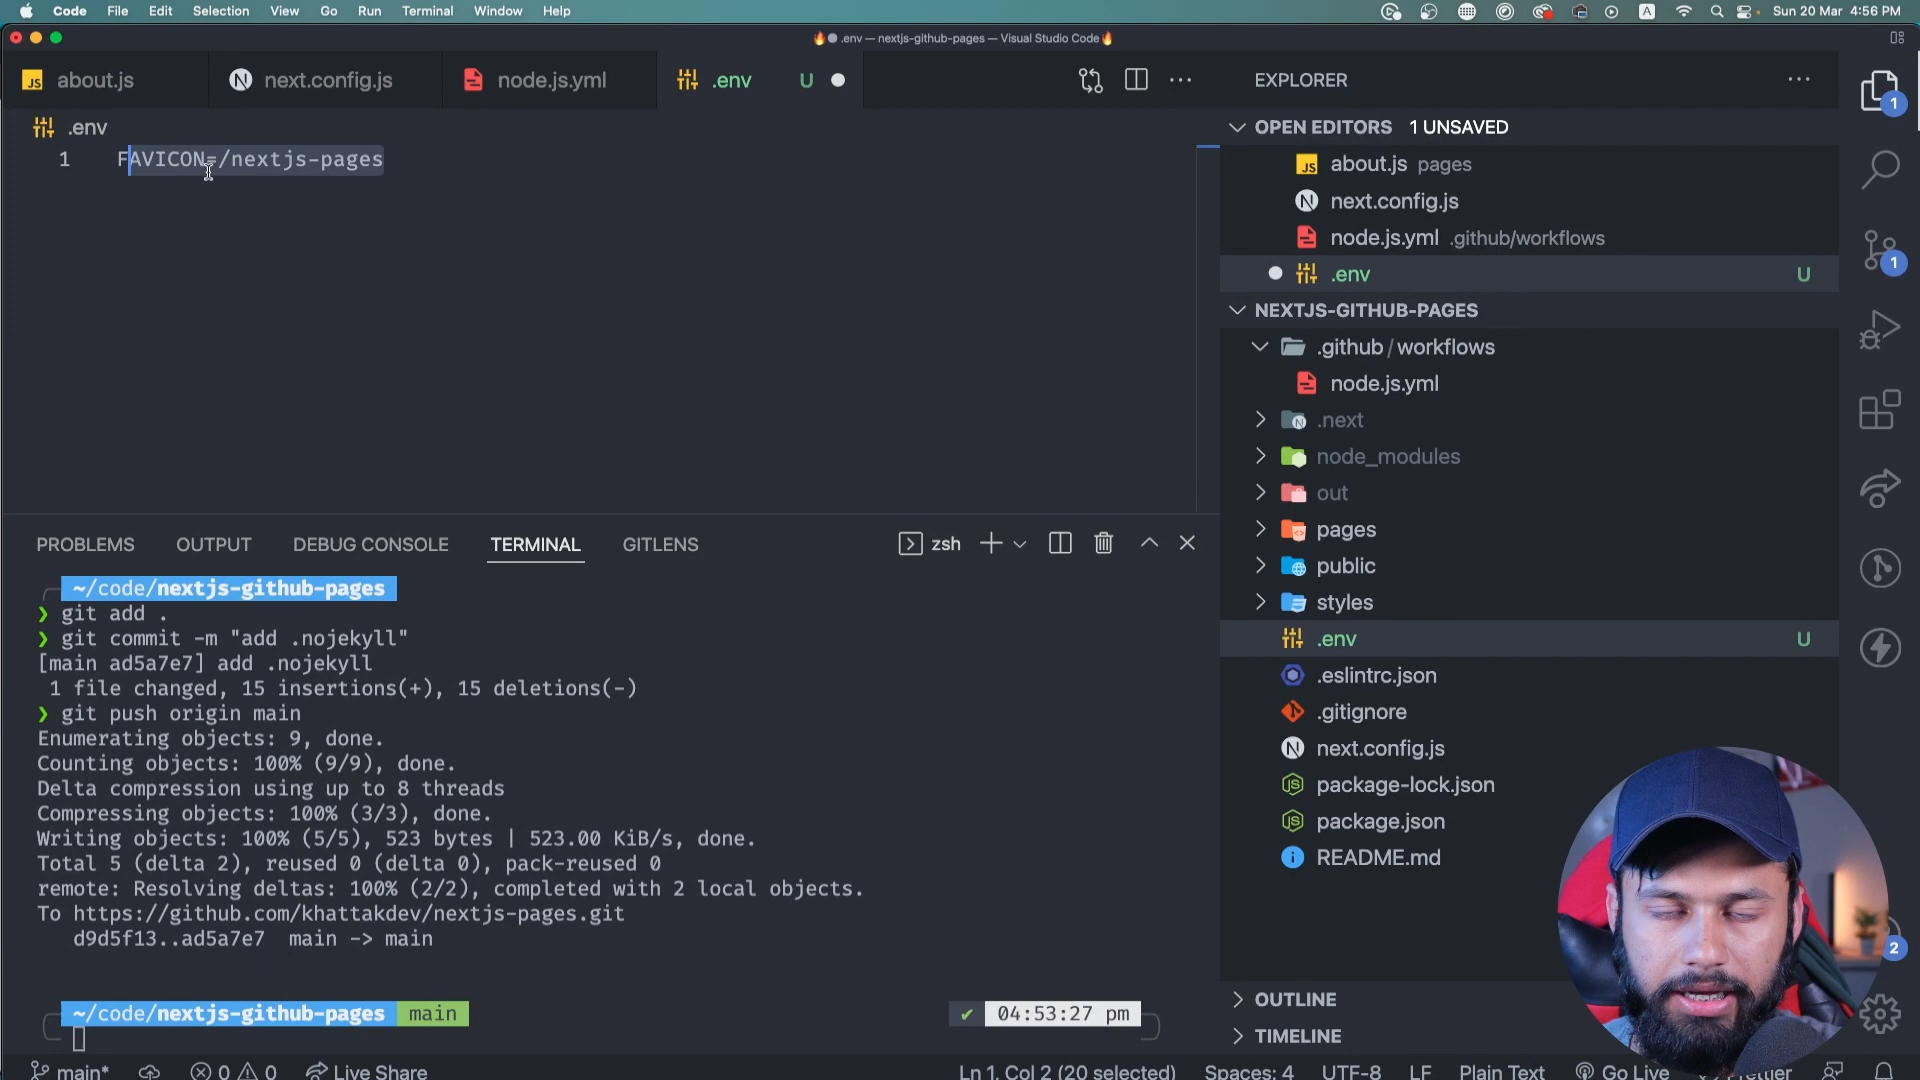 Code File Edit Selection View Go Run Terminal Window Help
A
Sun 20 Mar 4:56 PM
.env — nextjs-github-pages — Visual Studio Code
JS about.js
N next.config.js
node.js.yml
.env U
.env
1 FAVICON=/nextjs-pages
PROBLEMS OUTPUT DEBUG CONSOLE TERMINAL GITLENS
zsh
~/code/nextjs-github-pages
❯ git add .
❯ git commit -m "add .nojekyll"
[main ad5a7e7] add .nojekyll
1 file changed, 15 insertions(+), 15 deletions(-)
❯ git push origin main
Enumerating objects: 9, done.
Counting objects: 100% (9/9), done.
Delta compression using up to 8 threads
Compressing objects: 100% (3/3), done.
Writing objects: 100% (5/5), 523 bytes | 523.00 KiB/s, done.
Total 5 (delta 2), reused 0 (delta 0), pack-reused 0
remote: Resolving deltas: 100% (2/2), completed with 2 local objects.
To https://github.com/khattakdev/nextjs-pages.git
d9d5f13..ad5a7e7 main -> main
~/code/nextjs-github-pages main
✔ 04:53:27 pm
EXPLORER
OPEN EDITORS 1 UNSAVED
JS about.js pages
N next.config.js
node.js.yml .github/workflows
.env U
NEXTJS-GITHUB-PAGES
.github / workflows
node.js.yml
.next
node_modules
out
pages
public
styles
.env U
.eslintrc.json
.gitignore
N next.config.js
package-lock.json
package.json
README.md
OUTLINE
TIMELINE
1
1
2
main* 0 0 Live Share
Ln 1, Col 2 (20 selected) Spaces: 4 UTF-8 LF Plain Text Go Live Prettier